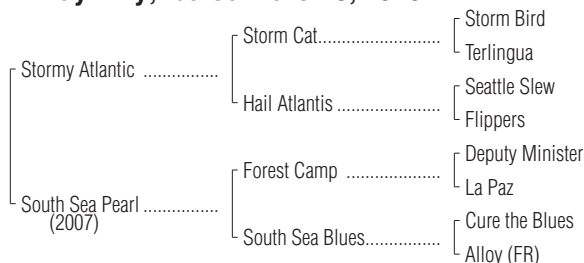 Storm Bird
Storm Cat
Terlingua
Stormy Atlantic
Seattle Slew
Hail Atlantis
Flippers
Deputy Minister
Forest Camp
La Paz
South Sea Pearl
(2007)
Cure the Blues
South Sea Blues
Alloy (FR)